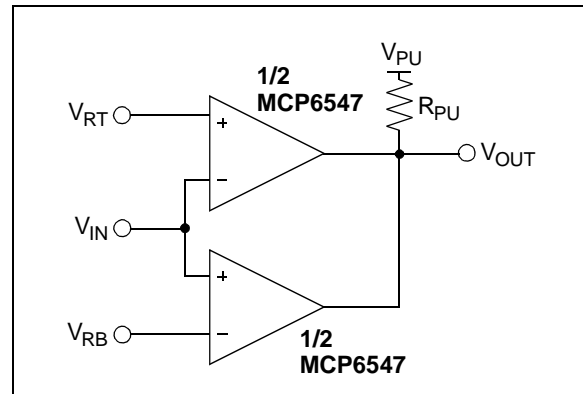 1/2
MCP6547
V_PU
R_PU
V_RT
+
−
V_OUT
V_IN
+
−
V_RB
1/2
MCP6547